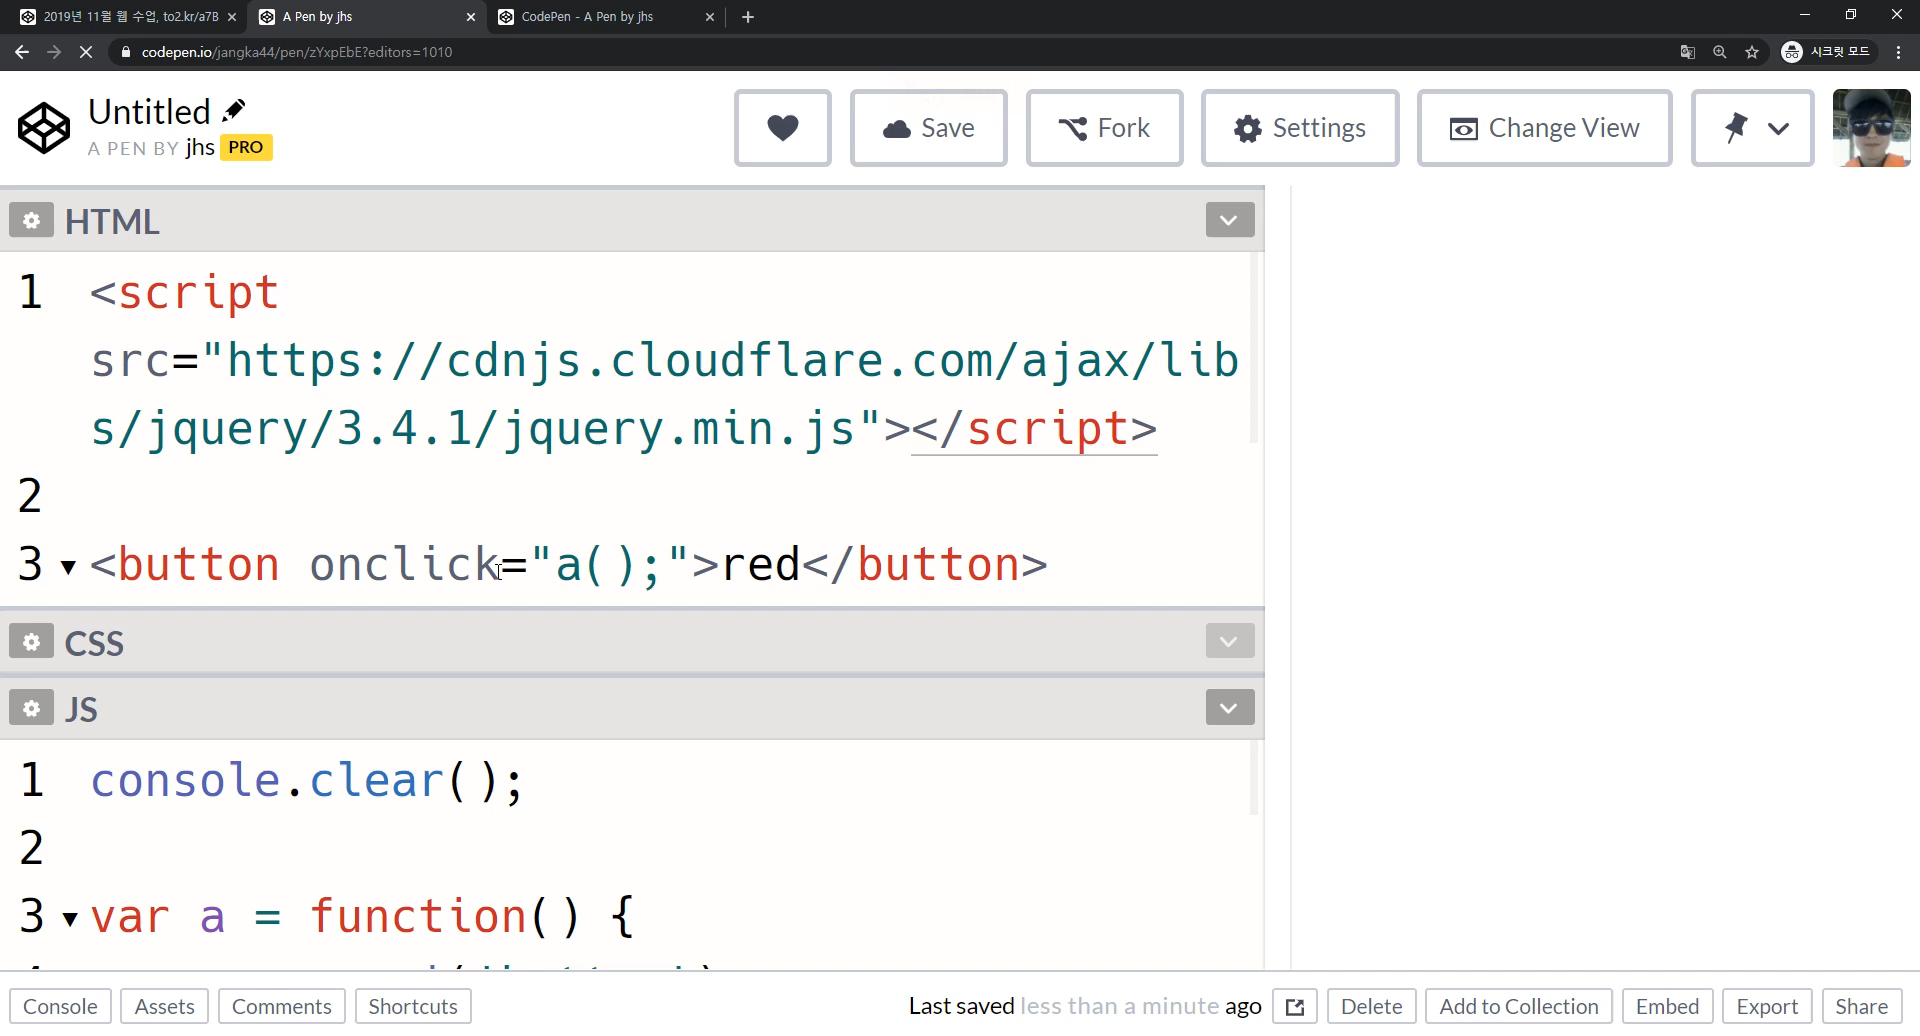 2019년 11월 웹 수업, to2.kr/a7B
A Pen by jhs
CodePen - A Pen by jhs
codepen.io/jangka44/pen/zYxpEbE?editors=1010
시크릿 모드
Untitled
A PEN BY jhs PRO
Save
Fork
Settings
Change View
HTML
1 <script
src="https://cdnjs.cloudflare.com/ajax/lib
s/jquery/3.4.1/jquery.min.js"></script>
2
3 <button onclick="a();">red</button>
CSS
JS
1 console.clear();
2
3 var a = function() {
Console Assets Comments Shortcuts
Last saved less than a minute ago
Delete Add to Collection Embed Export Share